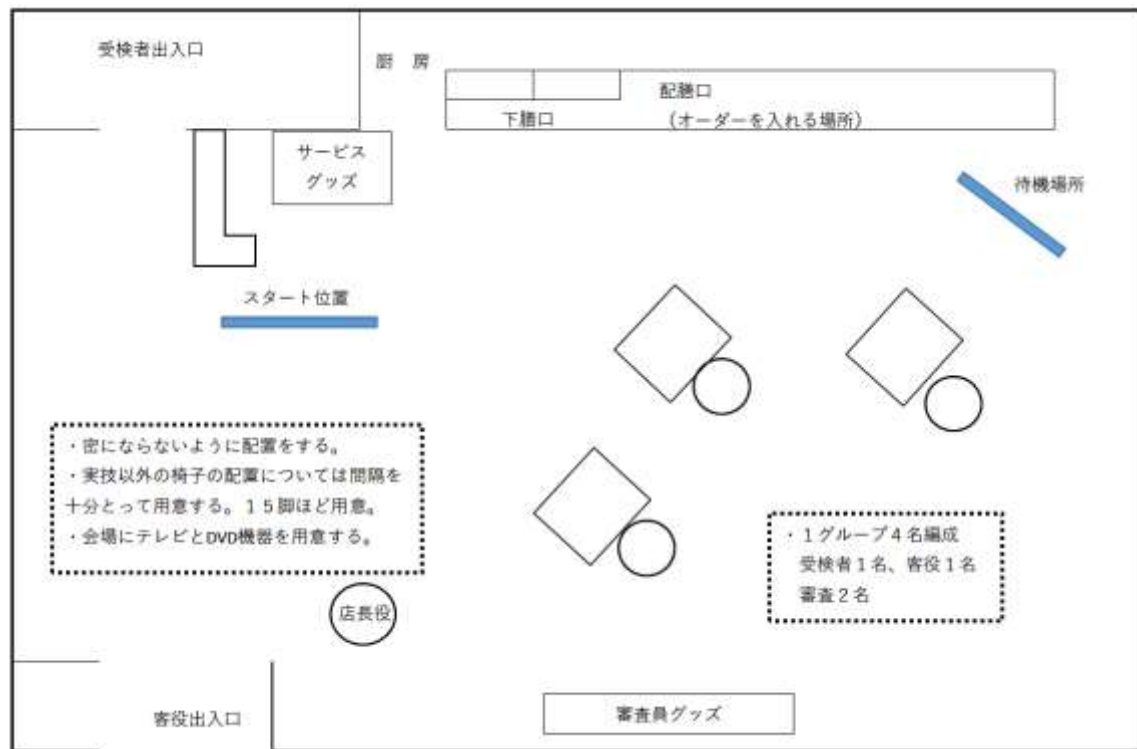 受検者出入口
厨　房
配膳口
下膳口
（オーダーを入れる場所）
サービス
グッズ
待機場所
スタート位置
・密にならないように配置をする。
・実技以外の椅子の配置については間隔を
十分とって用意する。１５脚ほど用意。
・会場にテレビとDVD機器を用意する。
・１グループ４名編成
受検者１名、客役１名
審査２名
店長役
客役出入口
審査員グッズ